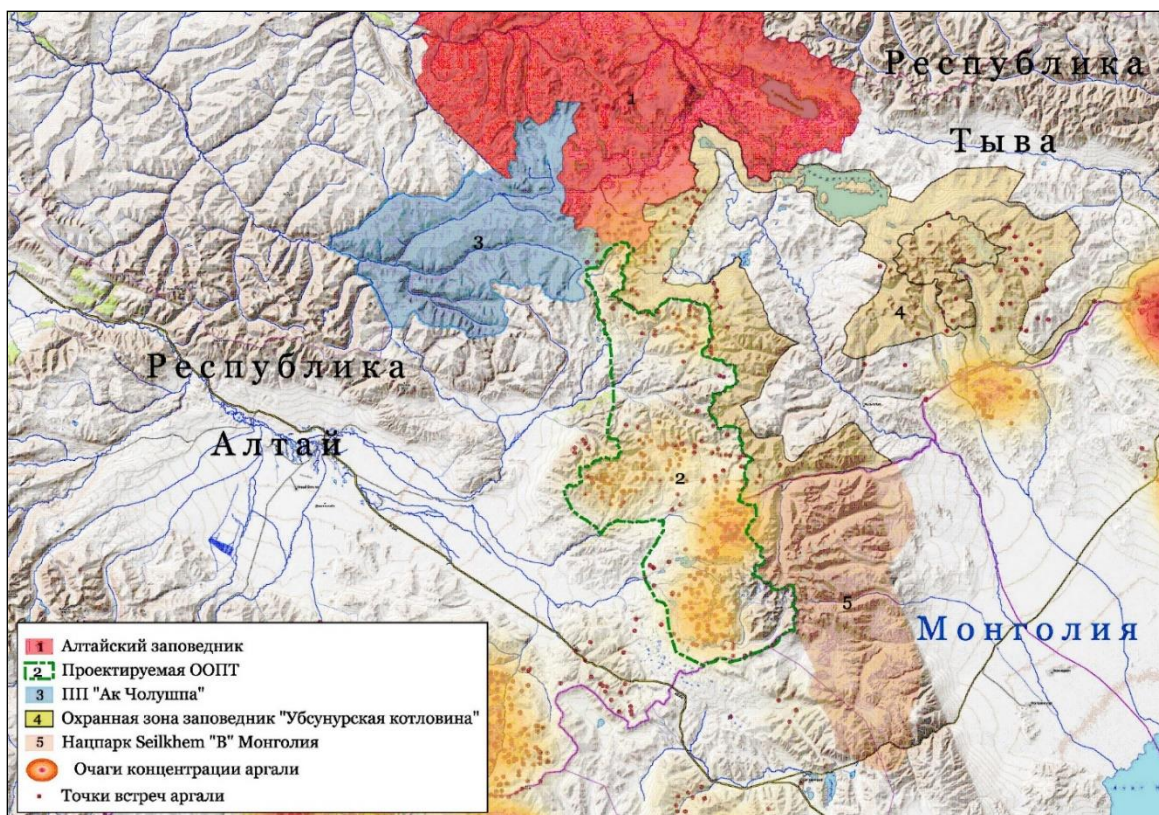 Республика
Тыва
1
3
4
Республика
Алтай
2
5
Монголия
1 Алтайский заповедник
2 Проектируемая ООПТ
3 ПП "Ак Чолушпа"
4 Охранная зона заповедник "Убсунурская котловина"
5 Нацпарк Seilkhem "B" Монголия
Очаги концентрации аргали
Точки встреч аргали